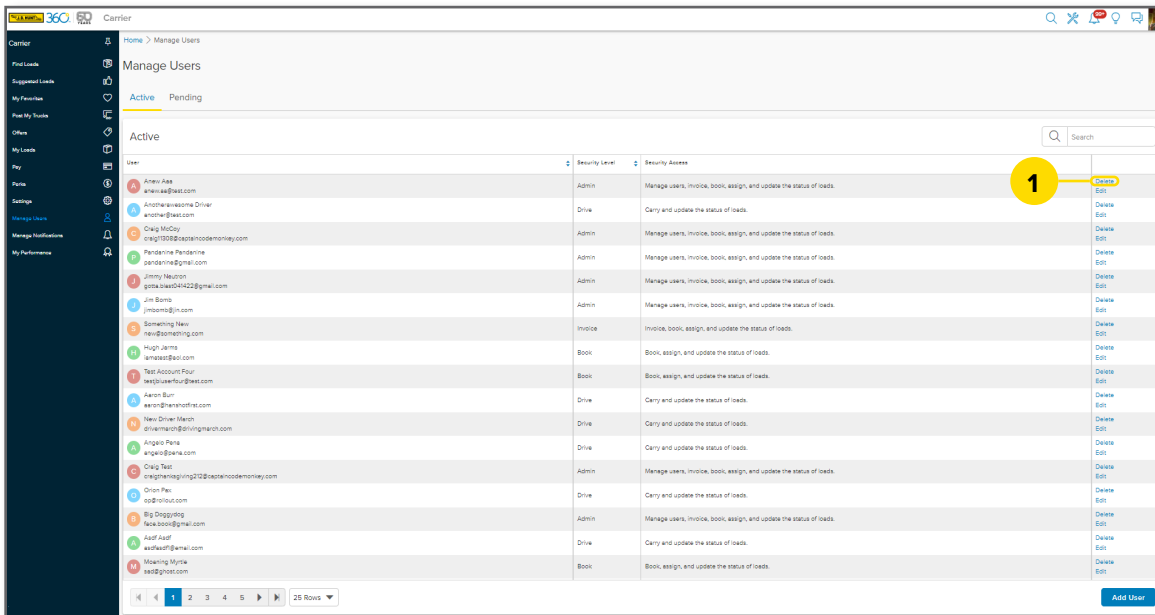 J.B. HUNT 360 60 YEARS Carrier 99+
Carrier
Find Loads
Suggested Loads
My Favorites
Post My Trucks
Offers
My Loads
Pay
Perks
Settings
Manage Users
Manage Notifications
My Performance
Home > Manage Users
Manage Users
Active Pending
Active Search
User Security Level Security Access
A Anew Aaa Admin Manage users, invoice, book, assign, and update the status of loads. 1 Delete
anew.aa@test.com Edit
A Anotherawesome Driver Drive Carry and update the status of loads. Delete
another@test.com Edit
C Craig McCoy Admin Manage users, invoice, book, assign, and update the status of loads. Delete
craig11308@captaincodemonkey.com Edit
P Pandanine Pandanine Admin Manage users, invoice, book, assign, and update the status of loads. Delete
pandanine@gmail.com Edit
J Jimmy Neutron Admin Manage users, invoice, book, assign, and update the status of loads. Delete
gotta.blast041422@gmail.com Edit
J Jim Bomb Admin Manage users, invoice, book, assign, and update the status of loads. Delete
jimbomb@jin.com Edit
S Something New Invoice Invoice, book, assign, and update the status of loads. Delete
new@something.com Edit
H Hugh Jarms Book Book, assign, and update the status of loads. Delete
iamatest@aol.com Edit
T Test Account Four Book Book, assign, and update the status of loads. Delete
testjbluserfour@test.com Edit
A Aaron Burr Drive Carry and update the status of loads. Delete
aaron@hanshotfirst.com Edit
N New Driver March Drive Carry and update the status of loads. Delete
drivermarch@drivingmarch.com Edit
A Angelo Pena Drive Carry and update the status of loads. Delete
angelo@pena.com Edit
C Craig Test Admin Manage users, invoice, book, assign, and update the status of loads. Delete
craigthanksgiving212@captaincodemonkey.com Edit
O Orion Pax Drive Carry and update the status of loads. Delete
op@rollout.com Edit
B Big Doggydog Admin Manage users, invoice, book, assign, and update the status of loads. Delete
face.book@gmail.com Edit
A Asdf Asdf Drive Carry and update the status of loads. Delete
asdfasdf1@email.com Edit
M Moaning Myrtle Book Book, assign, and update the status of loads. Delete
sad@ghost.com Edit
1 2 3 4 5 25 Rows Add User